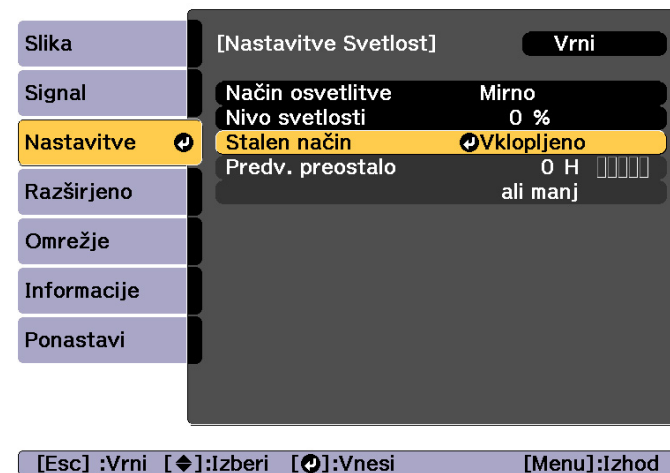 Slika
Signal
Nastavitve
Razširjeno
Omrežje
Informacije
Ponastavi
[Nastavitve Svetlost] Vrni
Način osvetlitve Mirno
Nivo svetlosti 0 %
Stalen način Vklopljeno
Predv. preostalo 0 H
ali manj
[Esc] :Vrni [◆]:Izberi [↵]:Vnesi [Menu]:Izhod